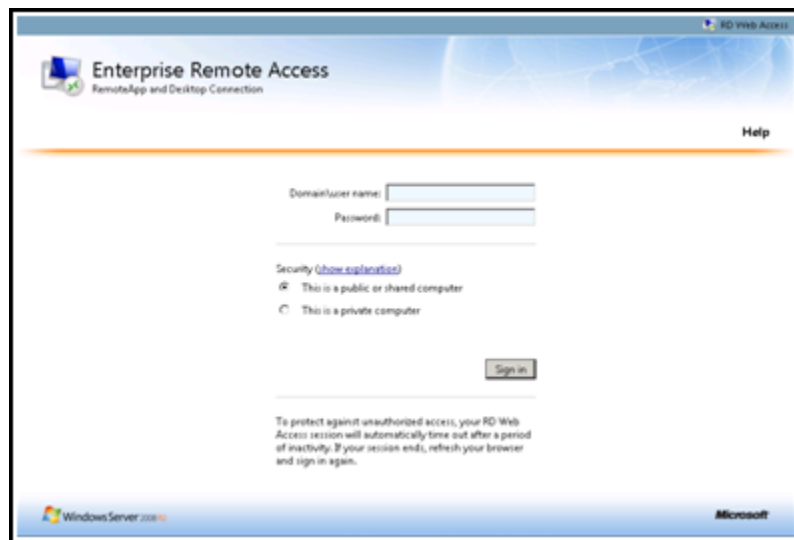 RD Web Access
Enterprise Remote Access
RemoteApp and Desktop Connection
Help
Domain\user name:
Password:
Security (show explanation)
This is a public or shared computer
This is a private computer
Sign in
To protect against unauthorized access, your RD Web
Access session will automatically time out after a period
of inactivity. If your session ends, refresh your browser
and sign in again.
Windows Server 2008 R2
Microsoft